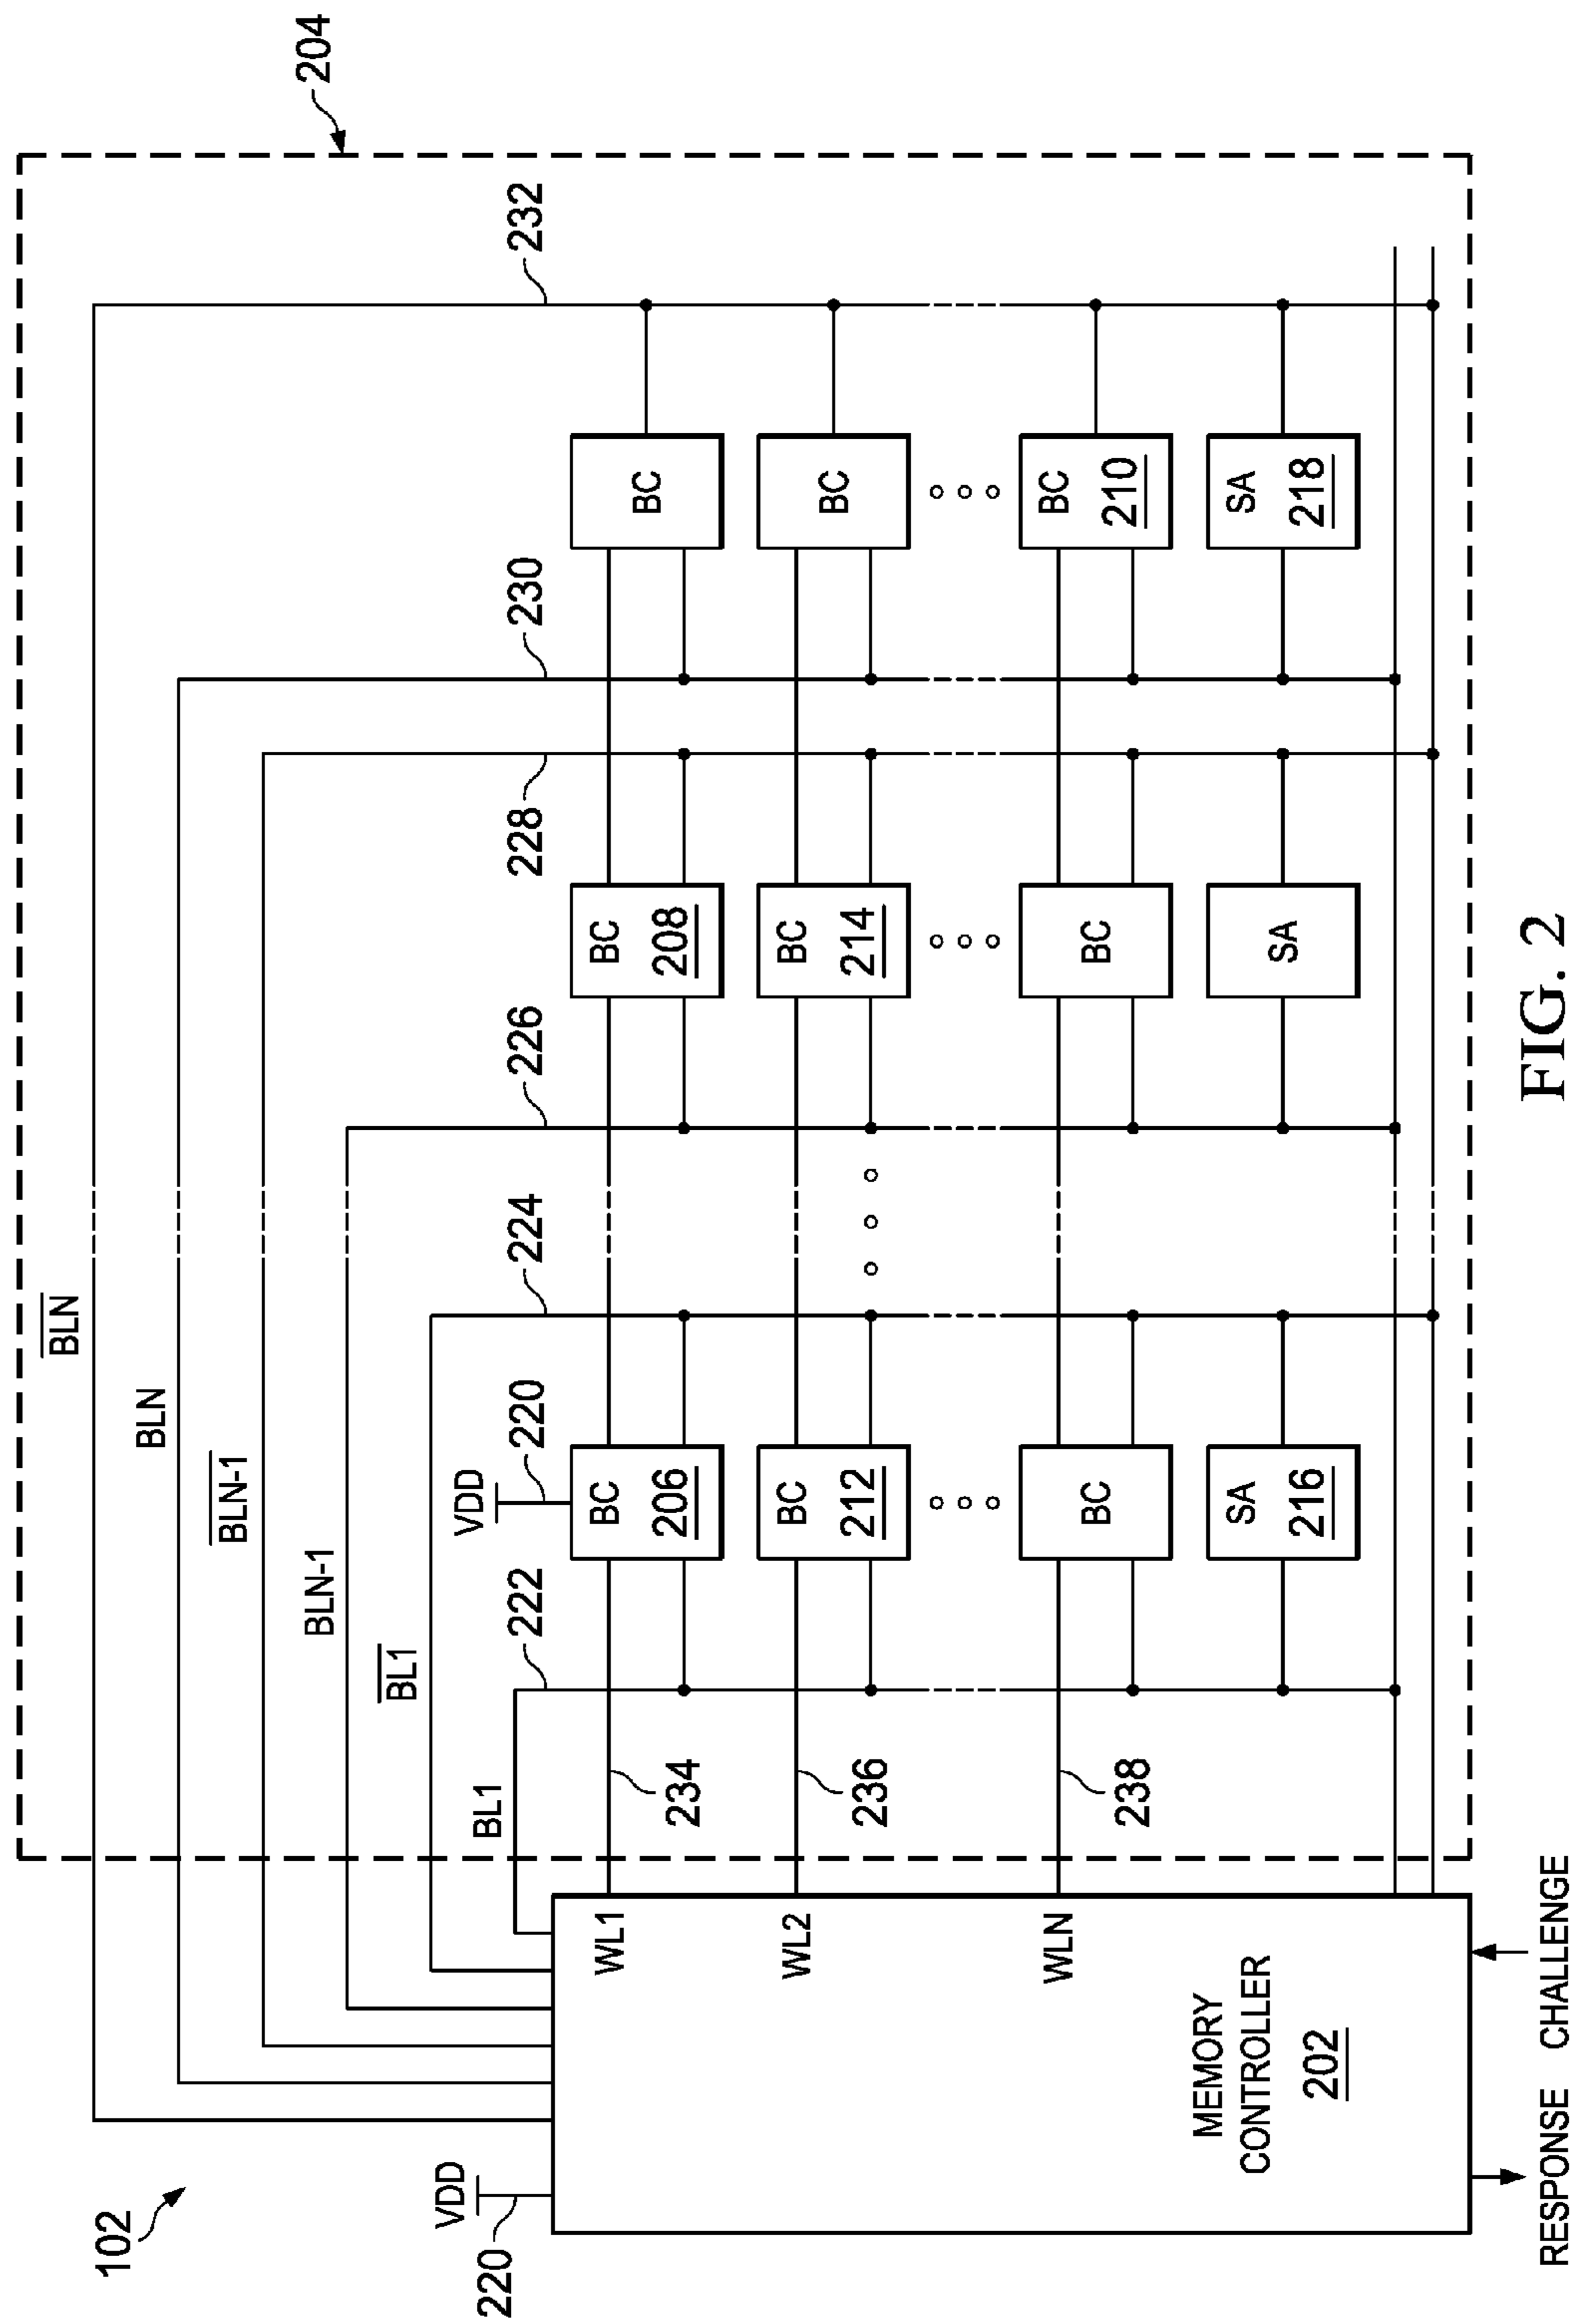 102
204
BLN
BLN
BLN-1
BLN-1
BL1
BL1
VDD
220
VDD
220
222
224
226
228
230
232
WL1
234
BC
206
BC
208
BC
WL2
236
BC
212
BC
214
BC
WLN
238
BC
BC
BC
210
MEMORY
CONTROLLER
202
SA
216
SA
SA
218
RESPONSE
CHALLENGE
FIG. 2